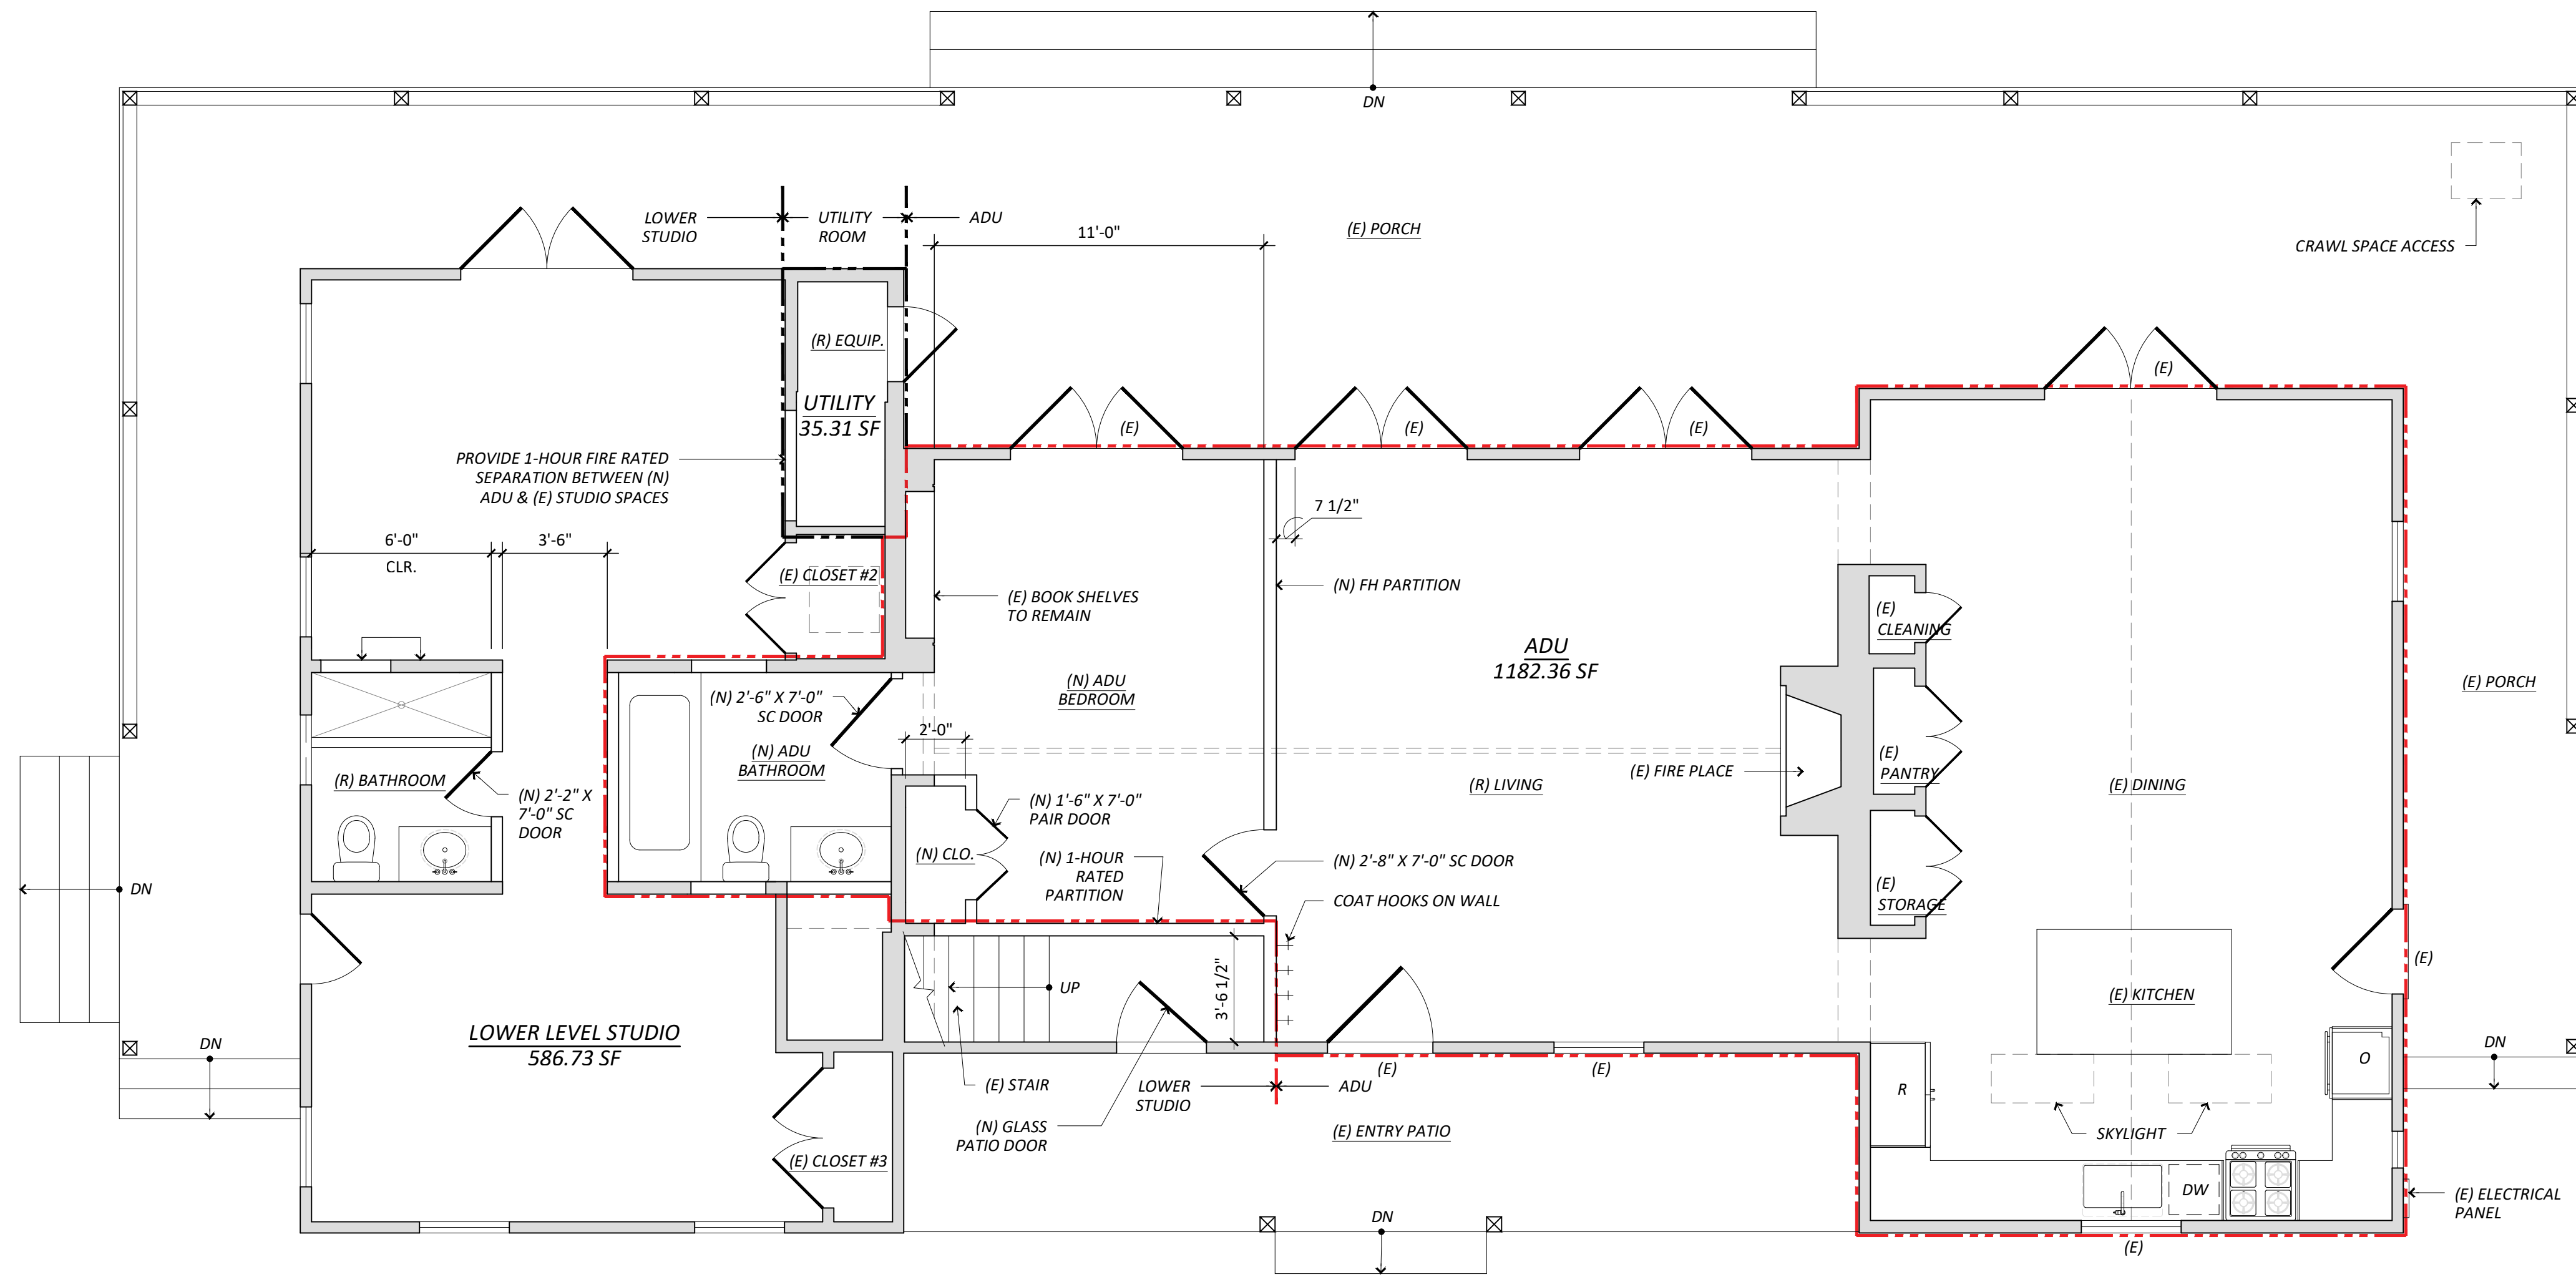 DN
LOWER
STUDIO
UTILITY
ROOM
ADU
11'-0"
(E) PORCH
CRAWL SPACE ACCESS
(R) EQUIP.
UTILITY
35.31 SF
(E)
(E)
(E)
(E)
PROVIDE 1-HOUR FIRE RATED
SEPARATION BETWEEN (N)
ADU & (E) STUDIO SPACES
7 1/2"
6'-0"
CLR.
3'-6"
(E) CLOSET #2
(E) BOOK SHELVES
TO REMAIN
(N) FH PARTITION
(E)
CLEANING
ADU
1182.36 SF
(N) ADU
BEDROOM
(E) PORCH
(N) 2'-6" X 7'-0"
SC DOOR
2'-0"
(N) ADU
BATHROOM
(R) BATHROOM
(N) 2'-2" X
7'-0" SC
DOOR
(N) 1'-6" X 7'-0"
PAIR DOOR
(R) LIVING
(E) FIRE PLACE
(E)
PANTRY
(E) DINING
(N) CLO.
(N) 1-HOUR
RATED
PARTITION
(N) 2'-8" X 7'-0" SC DOOR
COAT HOOKS ON WALL
(E)
STORAGE
DN
UP
3'-6 1/2"
(E)
(E) KITCHEN
LOWER LEVEL STUDIO
586.73 SF
DN
(E) STAIR
LOWER
STUDIO
ADU
(E)
(E)
R
O
DN
(N) GLASS
PATIO DOOR
(E) ENTRY PATIO
SKYLIGHT
(E) CLOSET #3
DW
(E) ELECTRICAL
PANEL
DN
(E)